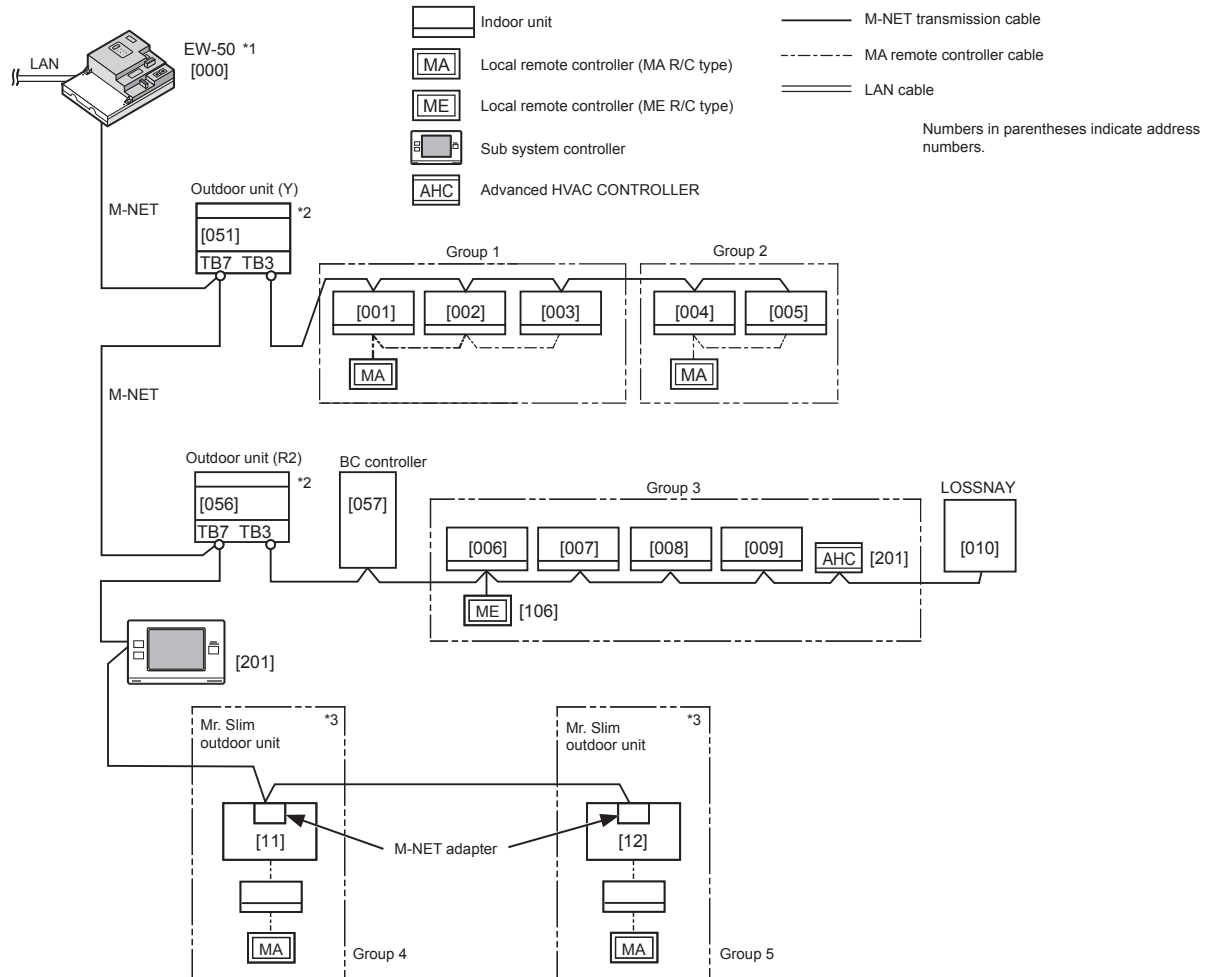 LAN
EW-50 *1
[000]
Indoor unit
MA Local remote controller (MA R/C type)
ME Local remote controller (ME R/C type)
Sub system controller
AHC Advanced HVAC CONTROLLER
M-NET transmission cable
MA remote controller cable
LAN cable
Numbers in parentheses indicate address
numbers.
M-NET
Outdoor unit (Y)
*2
[051]
TB7 TB3
Group 1
[001] [002] [003]
MA
Group 2
[004] [005]
MA
M-NET
Outdoor unit (R2)
*2
[056]
TB7 TB3
BC controller
[057]
Group 3
[006] [007] [008] [009] AHC [201]
ME [106]
LOSSNAY
[010]
[201]
Mr. Slim
outdoor unit
*3
[11]
MA
Group 4
M-NET adapter
Mr. Slim
outdoor unit
*3
[12]
MA
Group 5